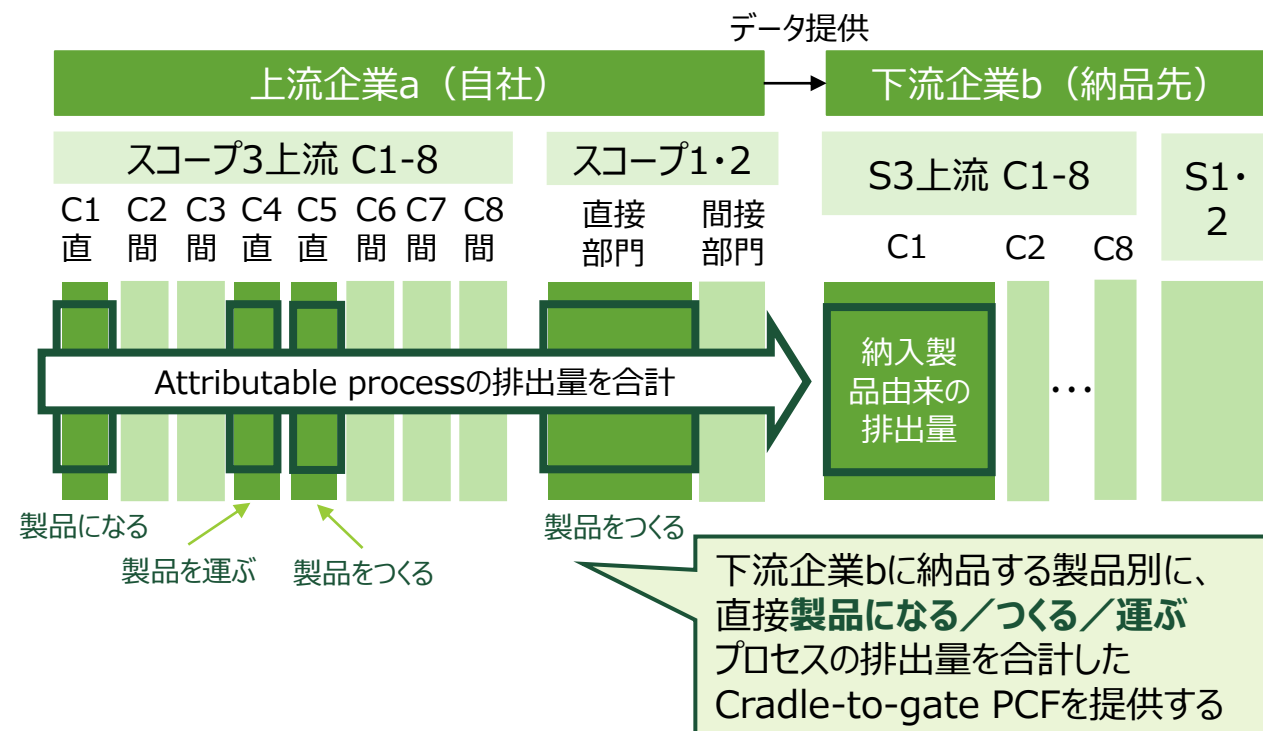 データ提供
上流企業a（自社）
下流企業b（納品先）
スコープ3上流 C1-8
スコープ1・2
S3上流 C1-8
S1・
2
C1
直
C2
間
C3
間
C4
直
C5
直
C6
間
C7
間
C8
間
直接
部門
間接
部門
C1
C2
C8
Attributable processの排出量を合計
納入製
品由来の
排出量
…
製品になる
製品を運ぶ
製品をつくる
製品をつくる
下流企業bに納品する製品別に、
直接製品になる／つくる／運ぶ
プロセスの排出量を合計した
Cradle-to-gate PCFを提供する